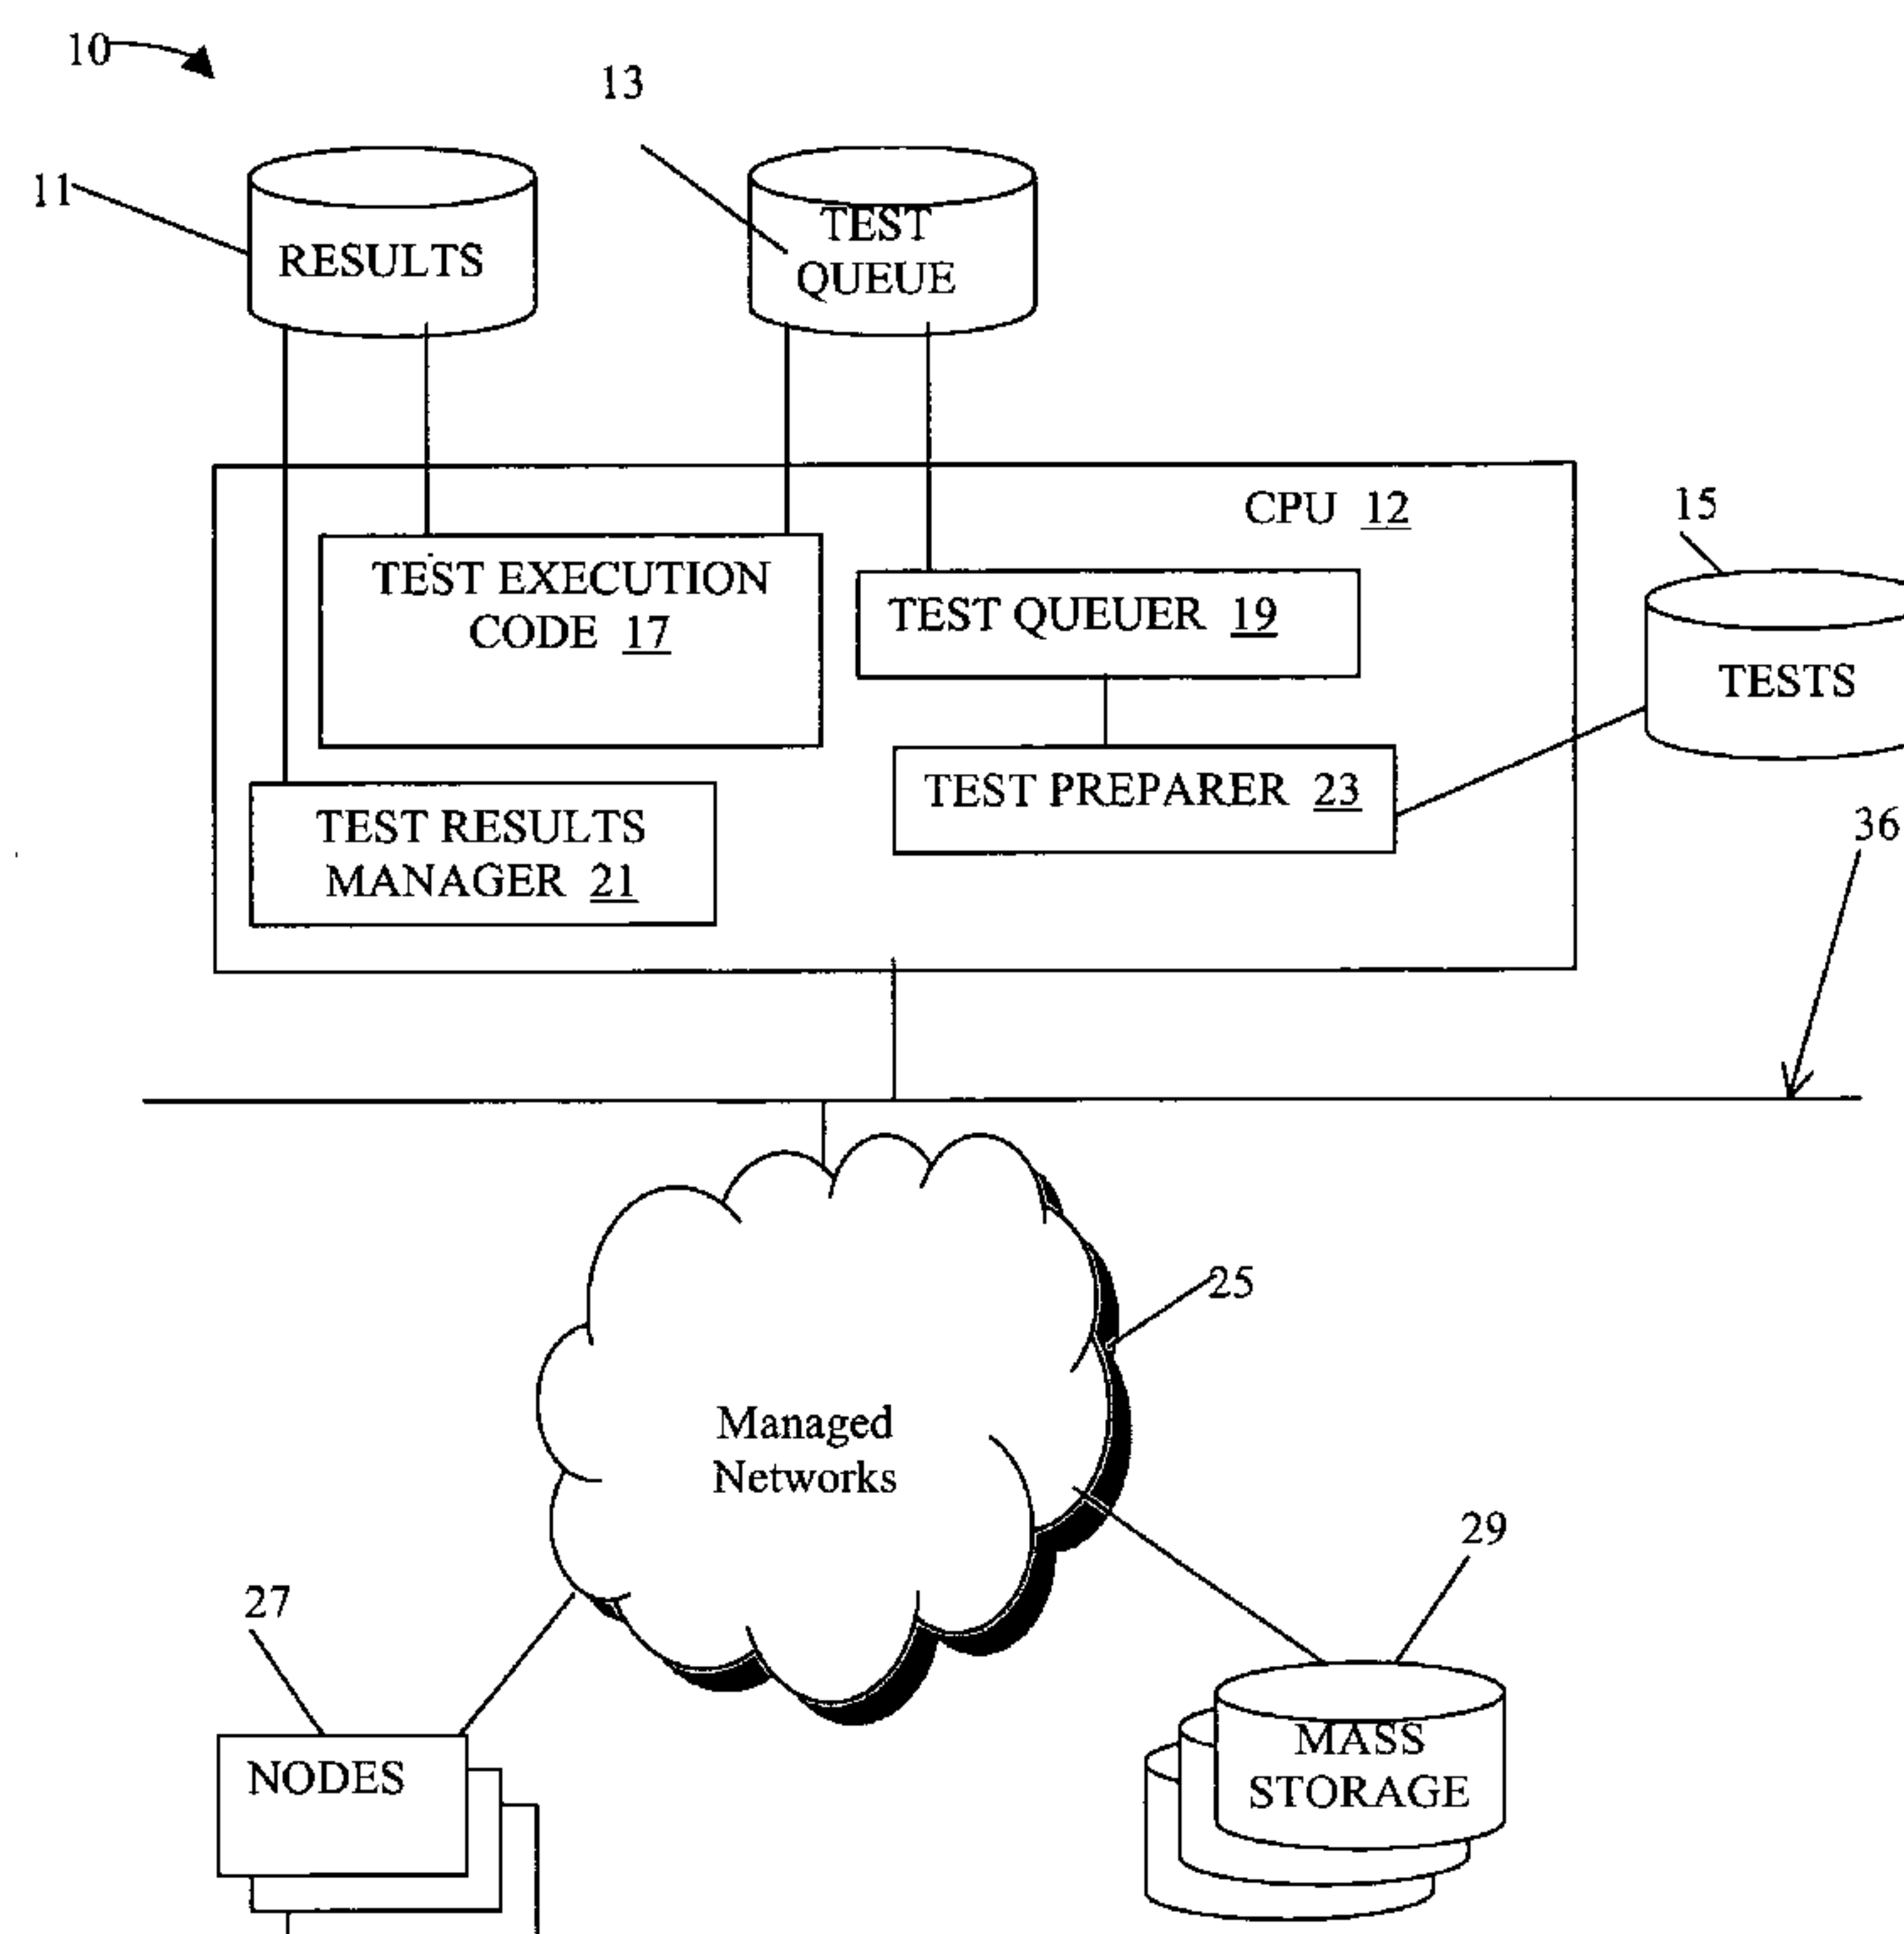 10
13
11
RESULTS
TEST
QUEUE
CPU 12
15
TEST EXECUTION
CODE 17
TEST QUEUER 19
TESTS
TEST PREPARER 23
TEST RESULTS
MANAGER 21
36
25
Managed
Networks
29
27
NODES
MASS
STORAGE